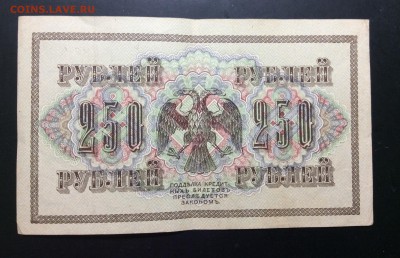 COINS.LAVE.RU
РУБЛЕЙ РУБЛЕЙ
250 250
РУБЛЕЙ РУБЛЕЙ
ПОДДѢЛКА КРЕДИТ-
НЫХЪ БИЛЕТОВЪ
ПРЕСЛѢДУЕТСЯ
ЗАКОНОМЪ.